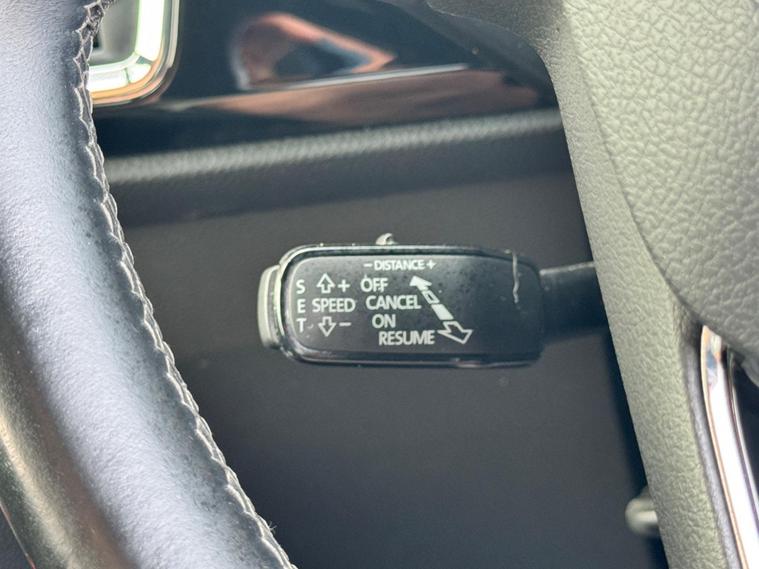 − DISTANCE +
S ⇧ + OFF
E SPEED CANCEL
T ⇩ − ON
RESUME